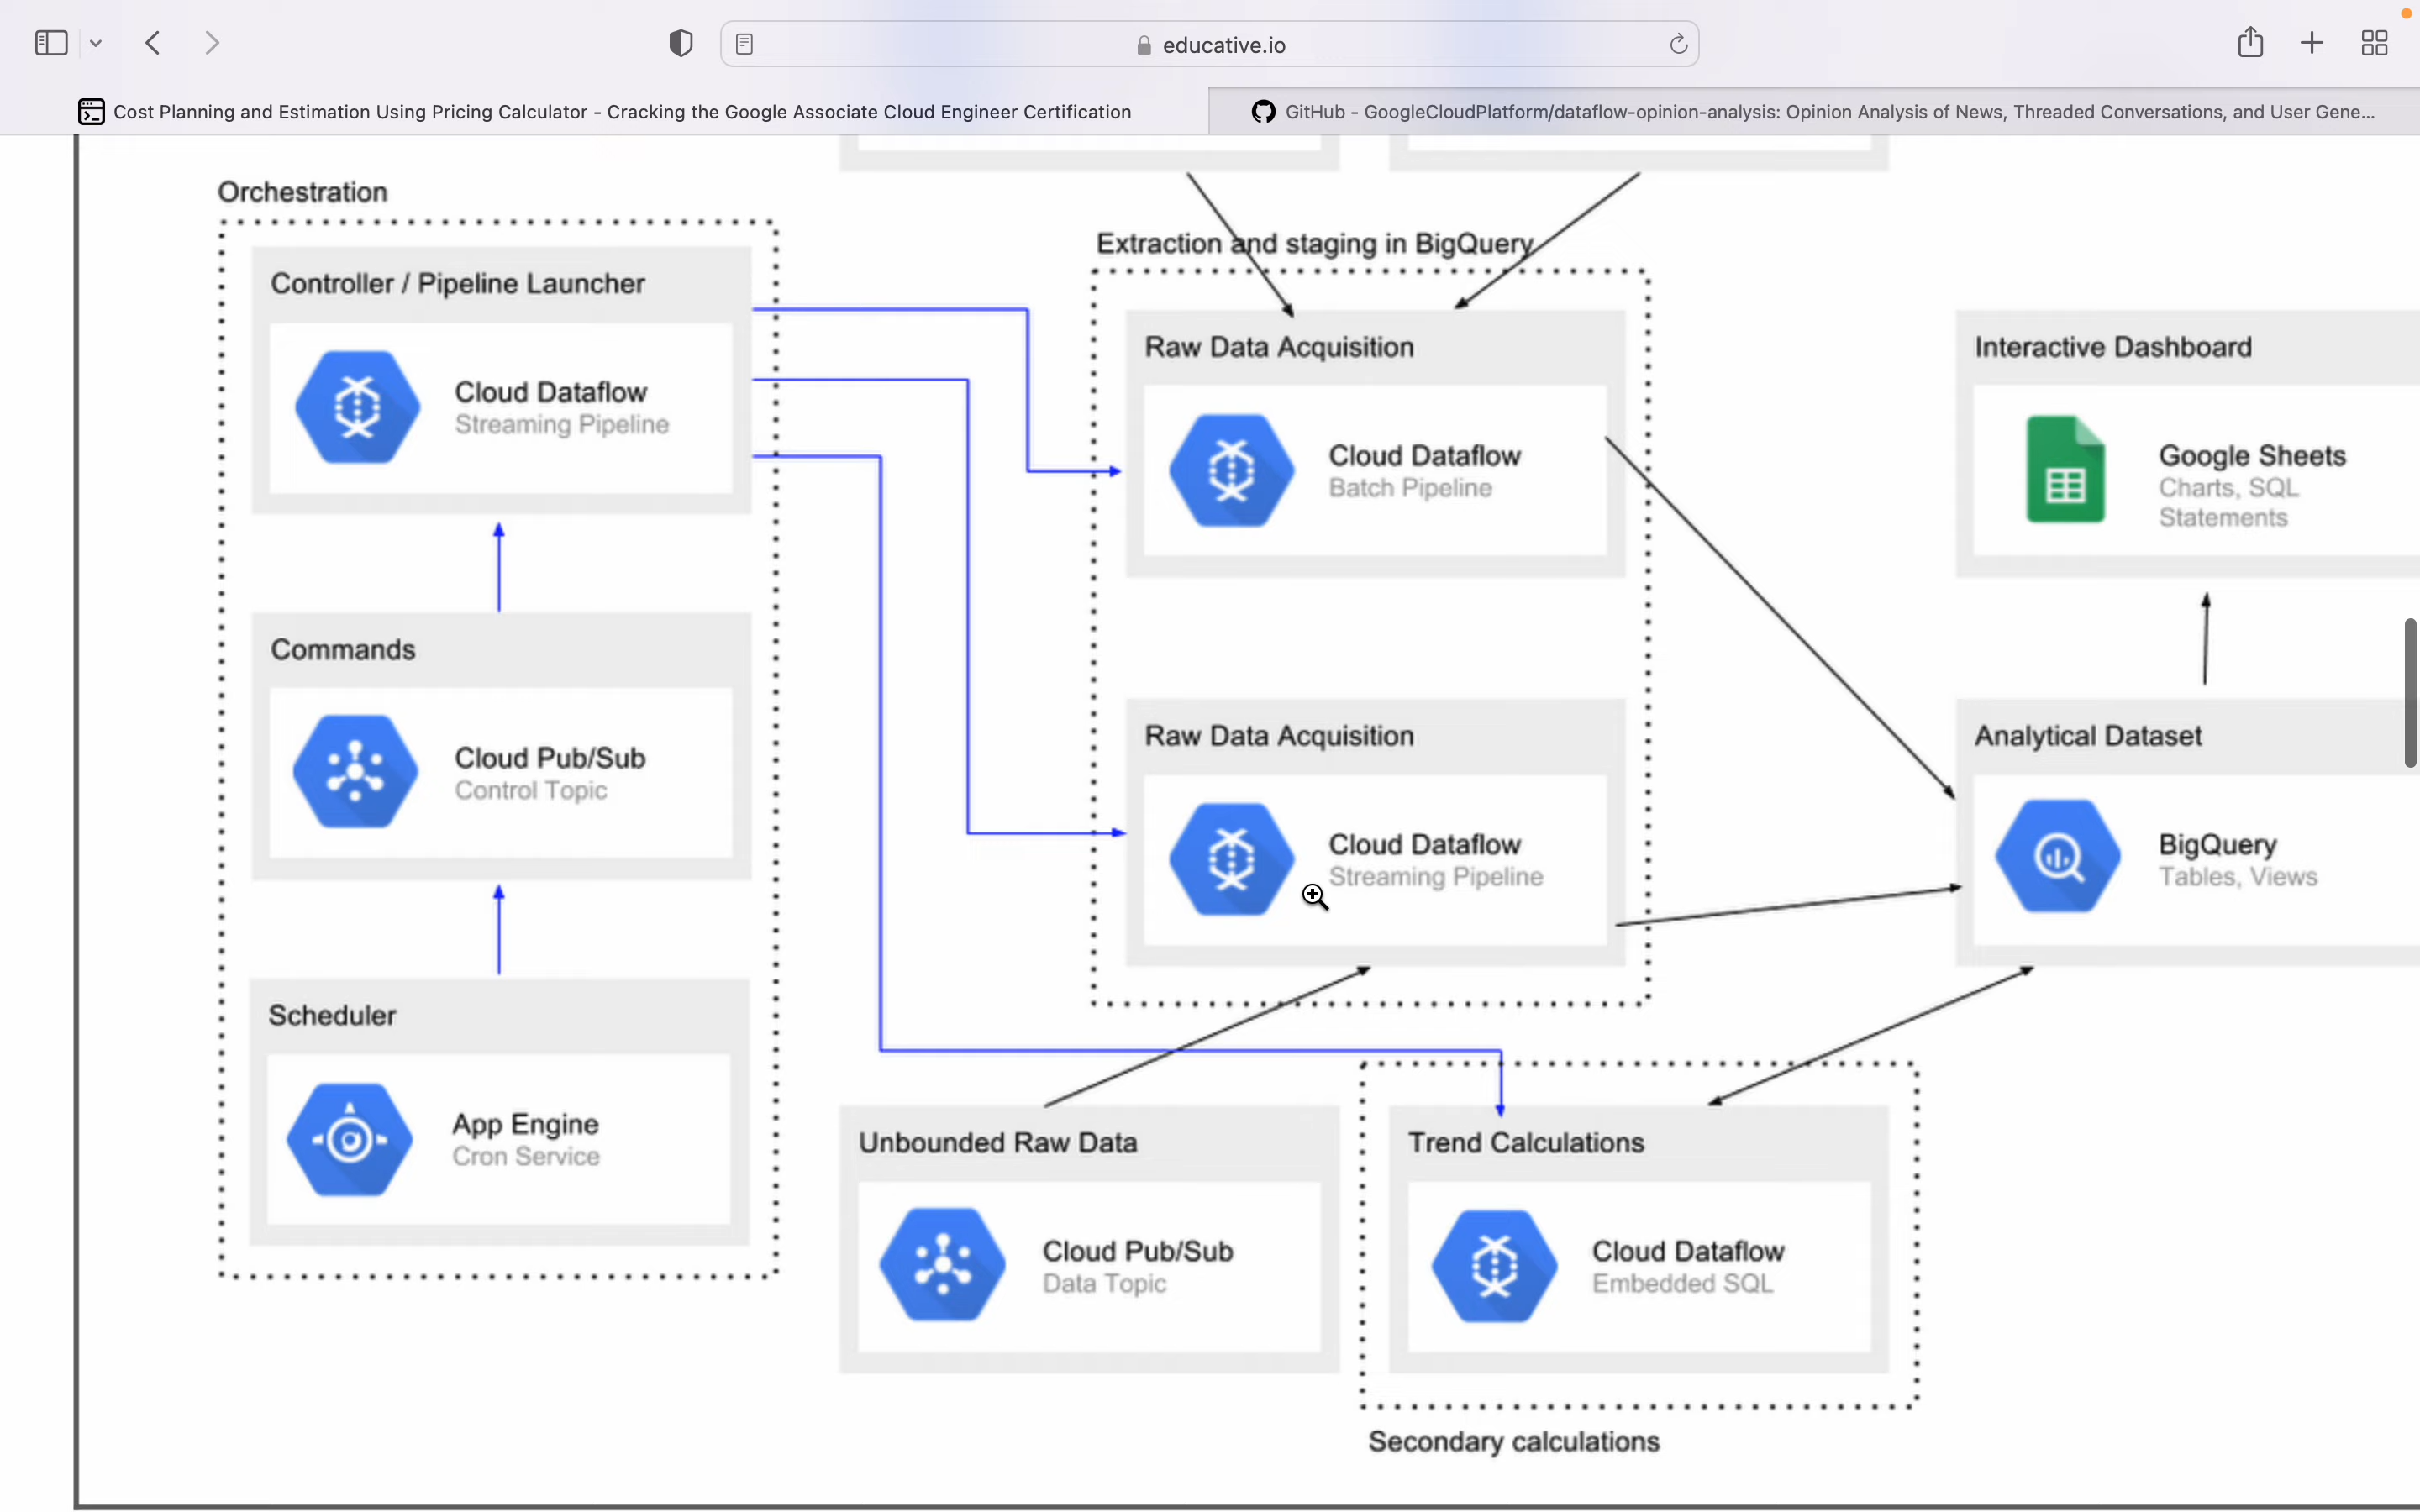 educative.io
Cost Planning and Estimation Using Pricing Calculator - Cracking the Google Associate Cloud Engineer Certification
GitHub - GoogleCloudPlatform/dataflow-opinion-analysis: Opinion Analysis of News, Threaded Conversations, and User Gene...
Orchestration
Controller / Pipeline Launcher
Cloud Dataflow
Streaming Pipeline
Commands
Cloud Pub/Sub
Control Topic
Scheduler
App Engine
Cron Service
Extraction and staging in BigQuery
Raw Data Acquisition
Cloud Dataflow
Batch Pipeline
Raw Data Acquisition
Cloud Dataflow
Streaming Pipeline
Unbounded Raw Data
Cloud Pub/Sub
Data Topic
Trend Calculations
Cloud Dataflow
Embedded SQL
Secondary calculations
Interactive Dashboard
Google Sheets
Charts, SQL
Statements
Analytical Dataset
BigQuery
Tables, Views